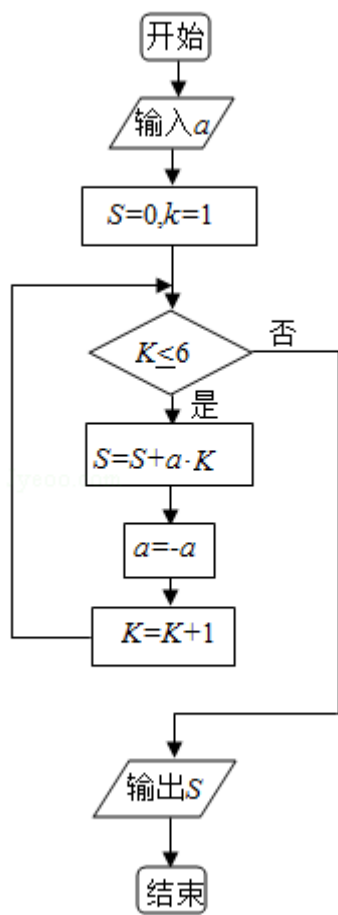 开始
输入a
S=0,k=1
K≤6
否
是
S=S+a·K
a=-a
K=K+1
输出S
结束